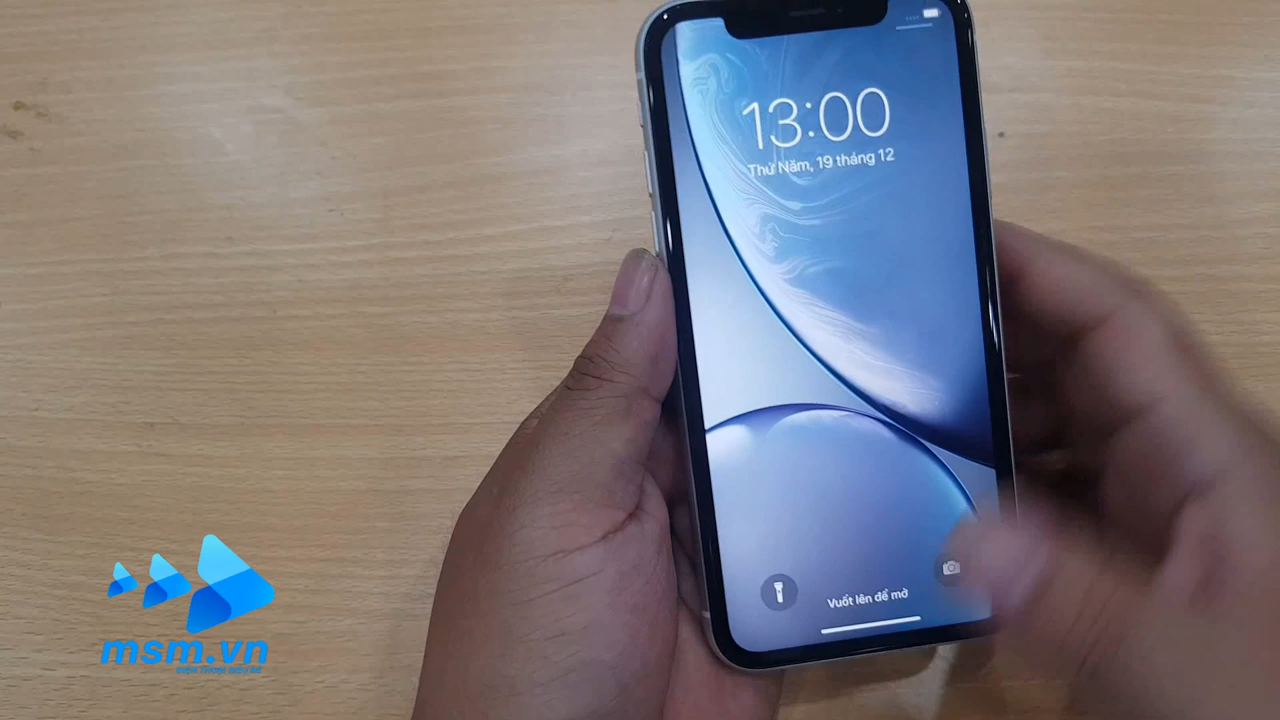 13:00
Thứ Năm, 19 tháng 12
Vuốt lên để mở
msm.vn